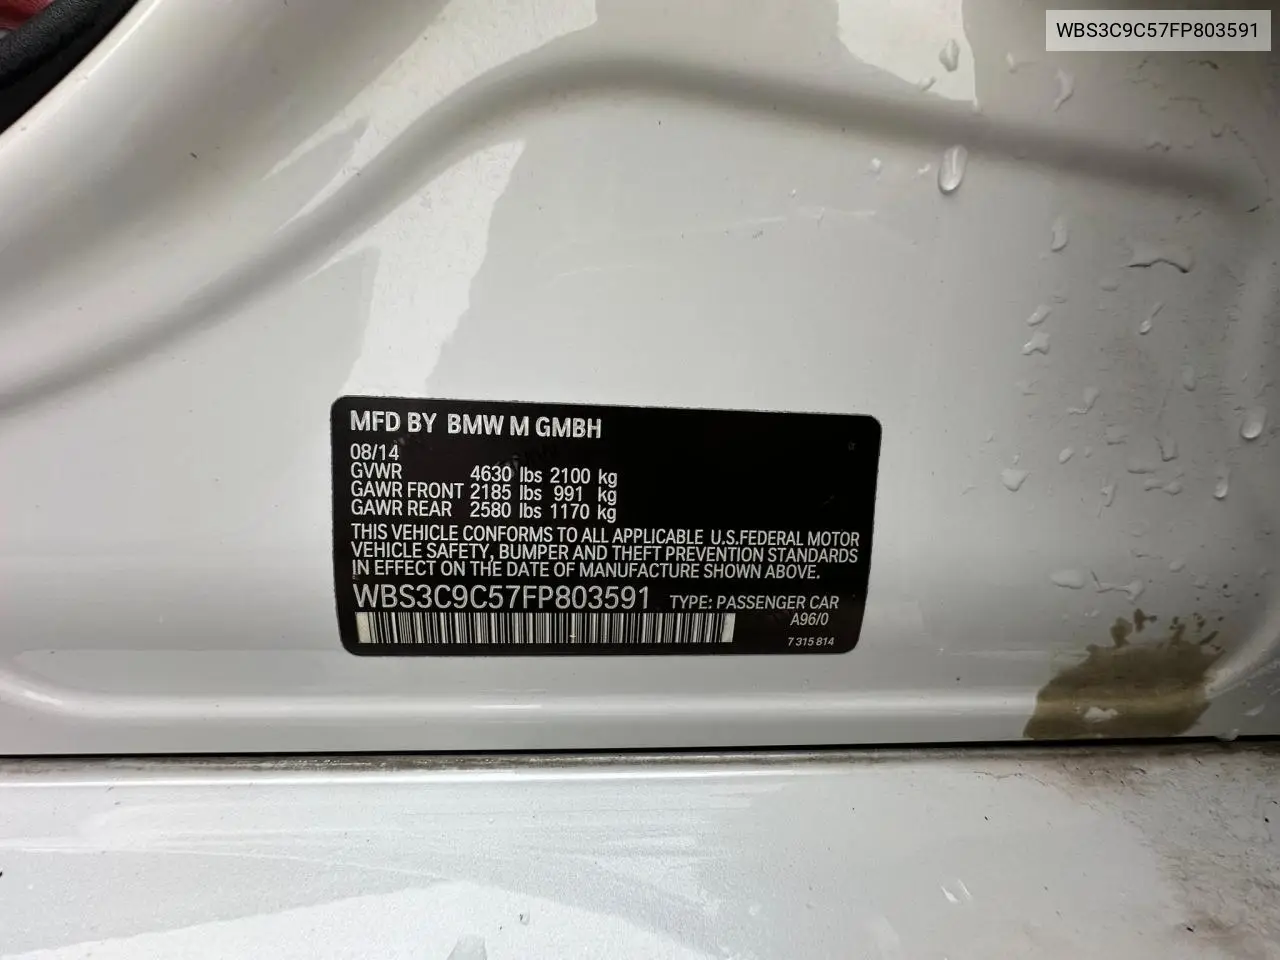 WBS3C9C57FP803591
MFD BY BMW M GMBH
08/14
GVWR 4630 lbs 2100 kg
GAWR FRONT 2185 lbs 991 kg
GAWR REAR 2580 lbs 1170 kg
THIS VEHICLE CONFORMS TO ALL APPLICABLE U.S.FEDERAL MOTOR
VEHICLE SAFETY, BUMPER AND THEFT PREVENTION STANDARDS
IN EFFECT ON THE DATE OF MANUFACTURE SHOWN ABOVE.
WBS3C9C57FP803591 TYPE: PASSENGER CAR
A96/0
7 315 814